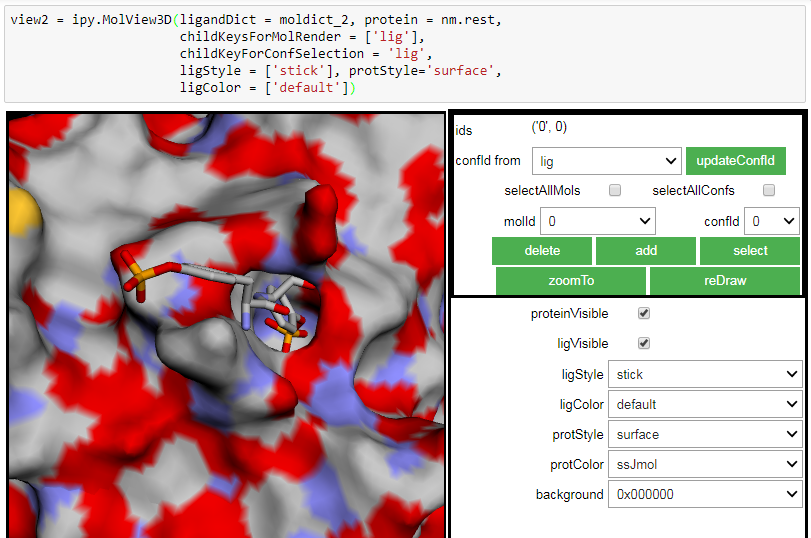 view2 = ipy.MolView3D(ligandDict = moldict_2, protein = nm.rest,
childKeysForMolRender = ['lig'],
childKeyForConfSelection = 'lig',
ligStyle = ['stick'], protStyle='surface',
ligColor = ['default'])
ids ('0', 0)
confId from lig updateConfId
selectAllMols selectAllConfs
molId 0 confId 0
delete add select
zoomTo reDraw
proteinVisible
ligVisible
ligStyle stick
ligColor default
protStyle surface
protColor ssJmol
background 0x000000